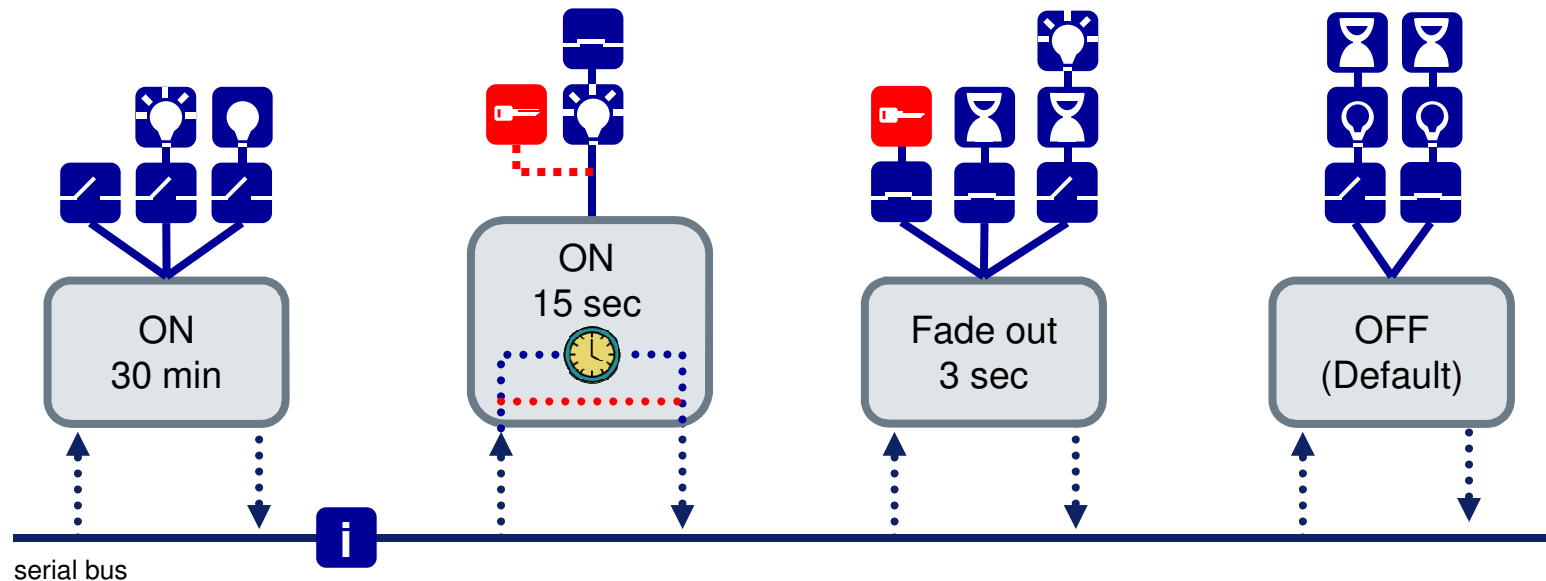 ON
30 min
ON
15 sec
Fade out
3 sec
OFF
(Default)
i
serial bus